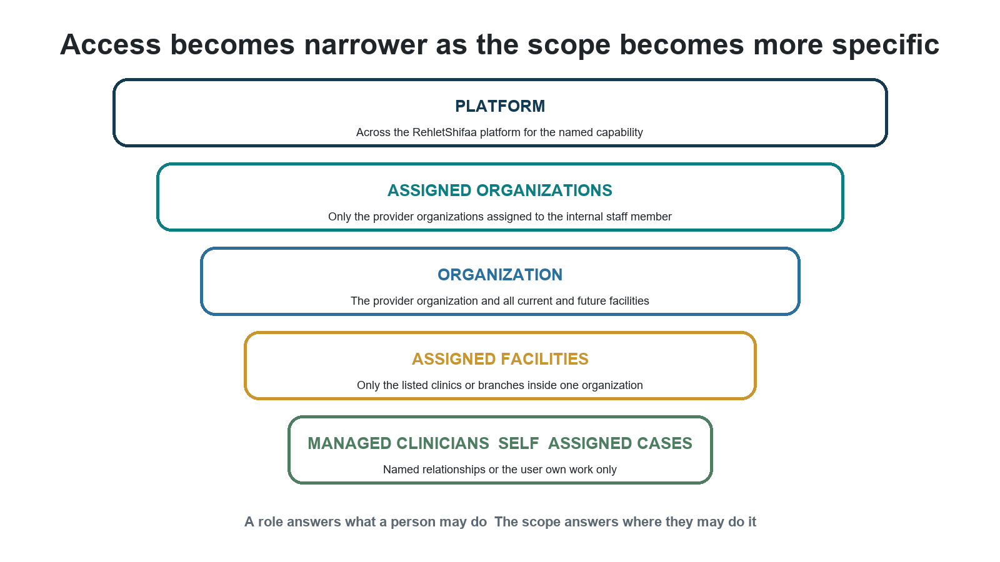 Access becomes narrower as the scope becomes more specific
PLATFORM
Across the RehletShifaa platform for the named capability
ASSIGNED ORGANIZATIONS
Only the provider organizations assigned to the internal staff member
ORGANIZATION
The provider organization and all current and future facilities
ASSIGNED FACILITIES
Only the listed clinics or branches inside one organization
MANAGED CLINICIANS  SELF  ASSIGNED CASES
Named relationships or the user own work only
A role answers what a person may do  The scope answers where they may do it